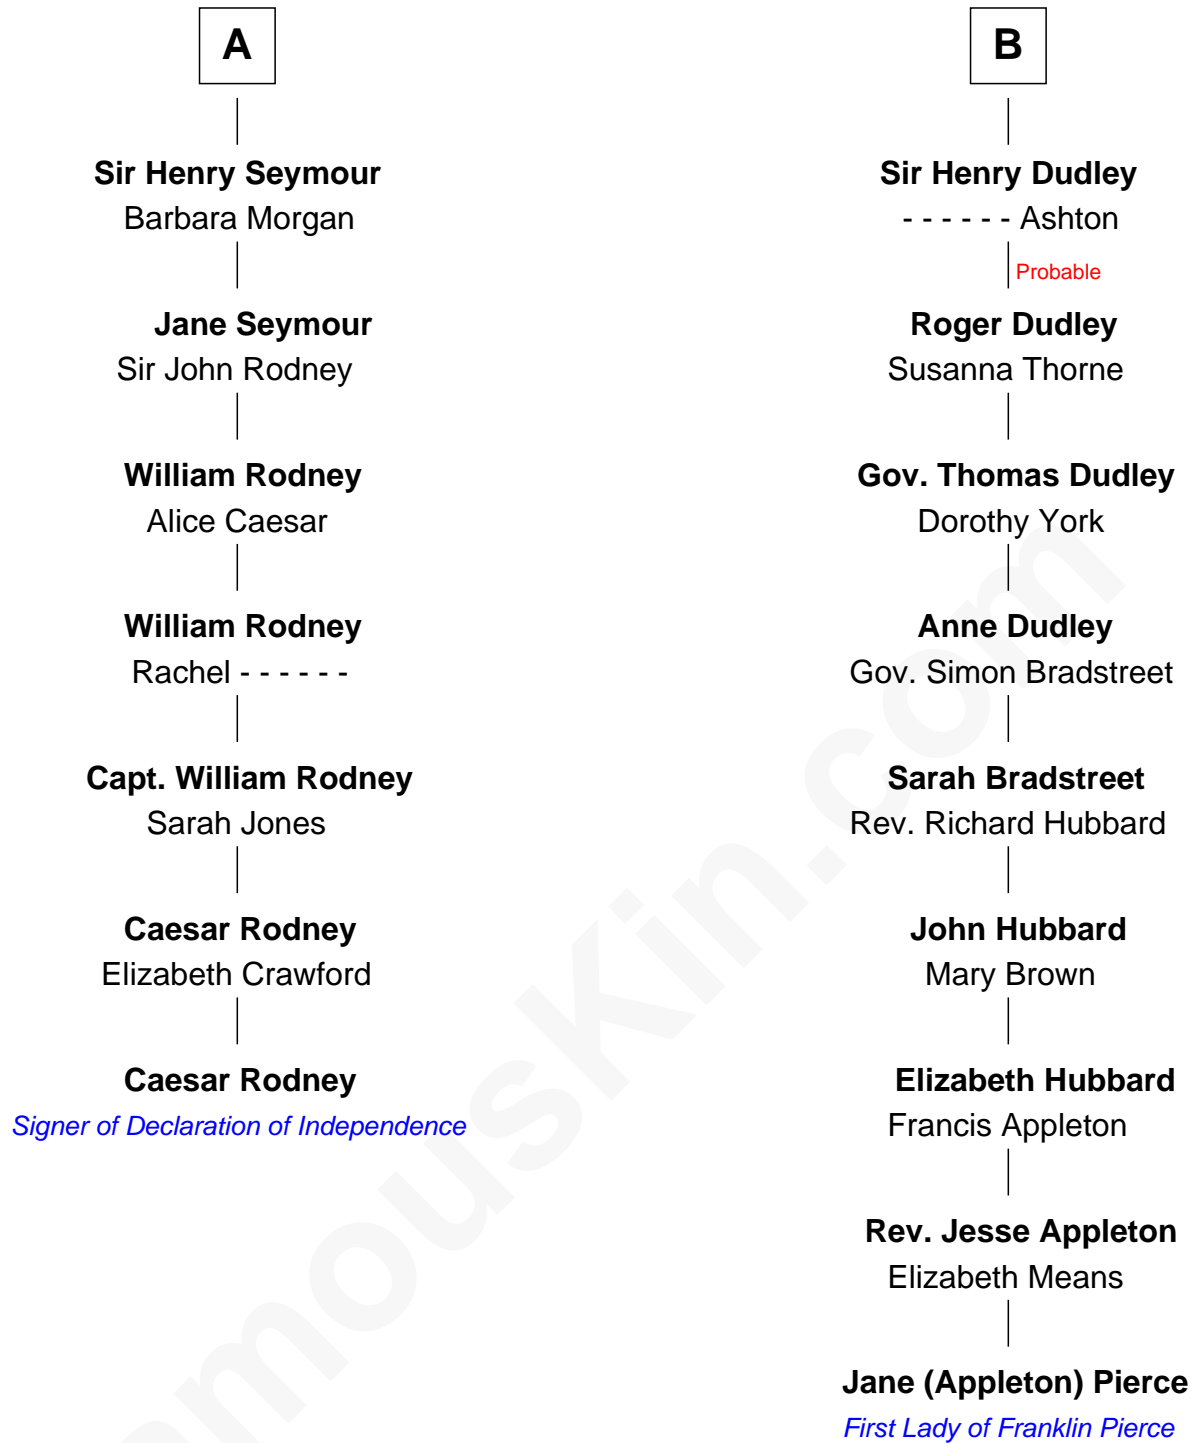 A
Sir Henry Seymour
Barbara Morgan
Jane Seymour
Sir John Rodney
William Rodney
Alice Caesar
William Rodney
Rachel - - - - - -
Capt. William Rodney
Sarah Jones
Caesar Rodney
Elizabeth Crawford
Caesar Rodney
Signer of Declaration of Independence
B
Sir Henry Dudley
- - - - - - Ashton
Probable
Roger Dudley
Susanna Thorne
Gov. Thomas Dudley
Dorothy York
Anne Dudley
Gov. Simon Bradstreet
Sarah Bradstreet
Rev. Richard Hubbard
John Hubbard
Mary Brown
Elizabeth Hubbard
Francis Appleton
Rev. Jesse Appleton
Elizabeth Means
Jane (Appleton) Pierce
First Lady of Franklin Pierce
amousKin.com